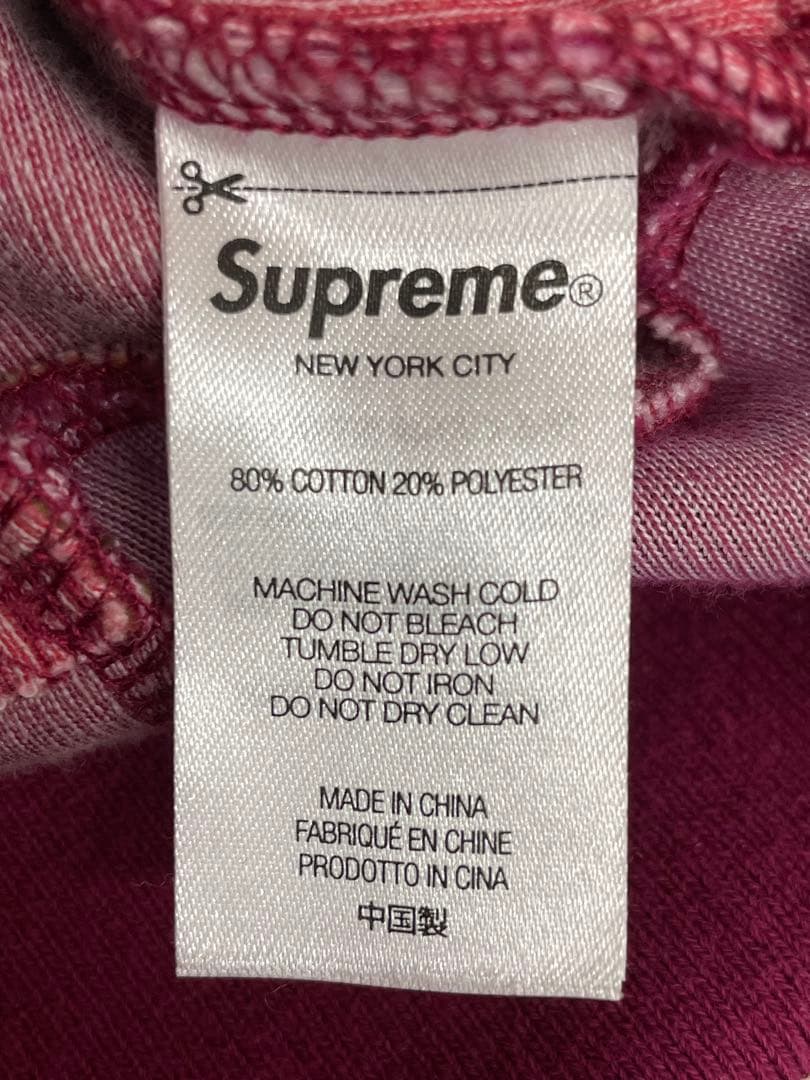 Supreme®
NEW YORK CITY
80% COTTON 20% POLYESTER
MACHINE WASH COLD
DO NOT BLEACH
TUMBLE DRY LOW
DO NOT IRON
DO NOT DRY CLEAN
MADE IN CHINA
FABRIQUÉ EN CHINE
PRODOTTO IN CINA
中国製